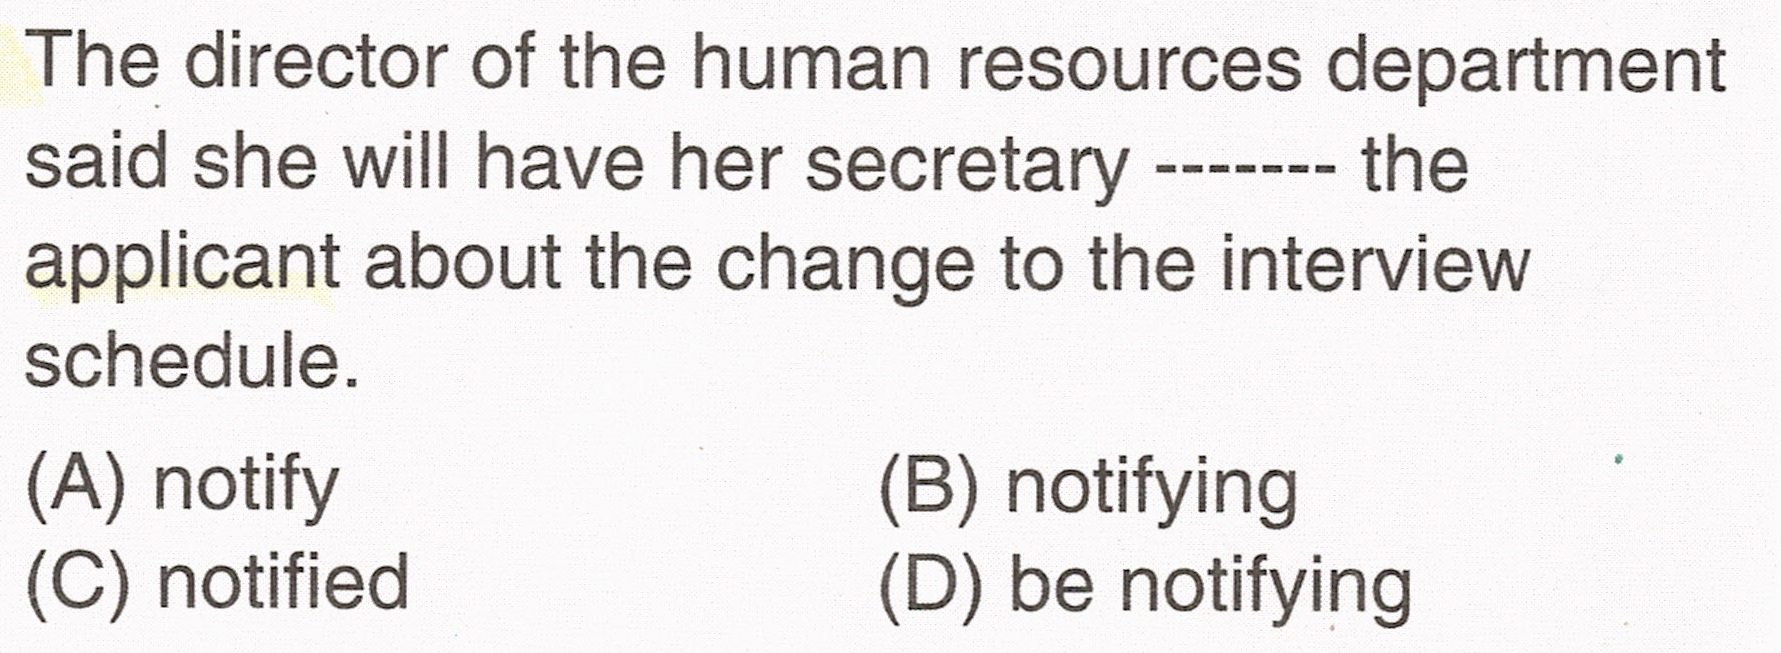 The director of the human resources department
said she will have her secretary ------- the
applicant about the change to the interview
schedule.
(A) notify (B) notifying
(C) notified (D) be notifying